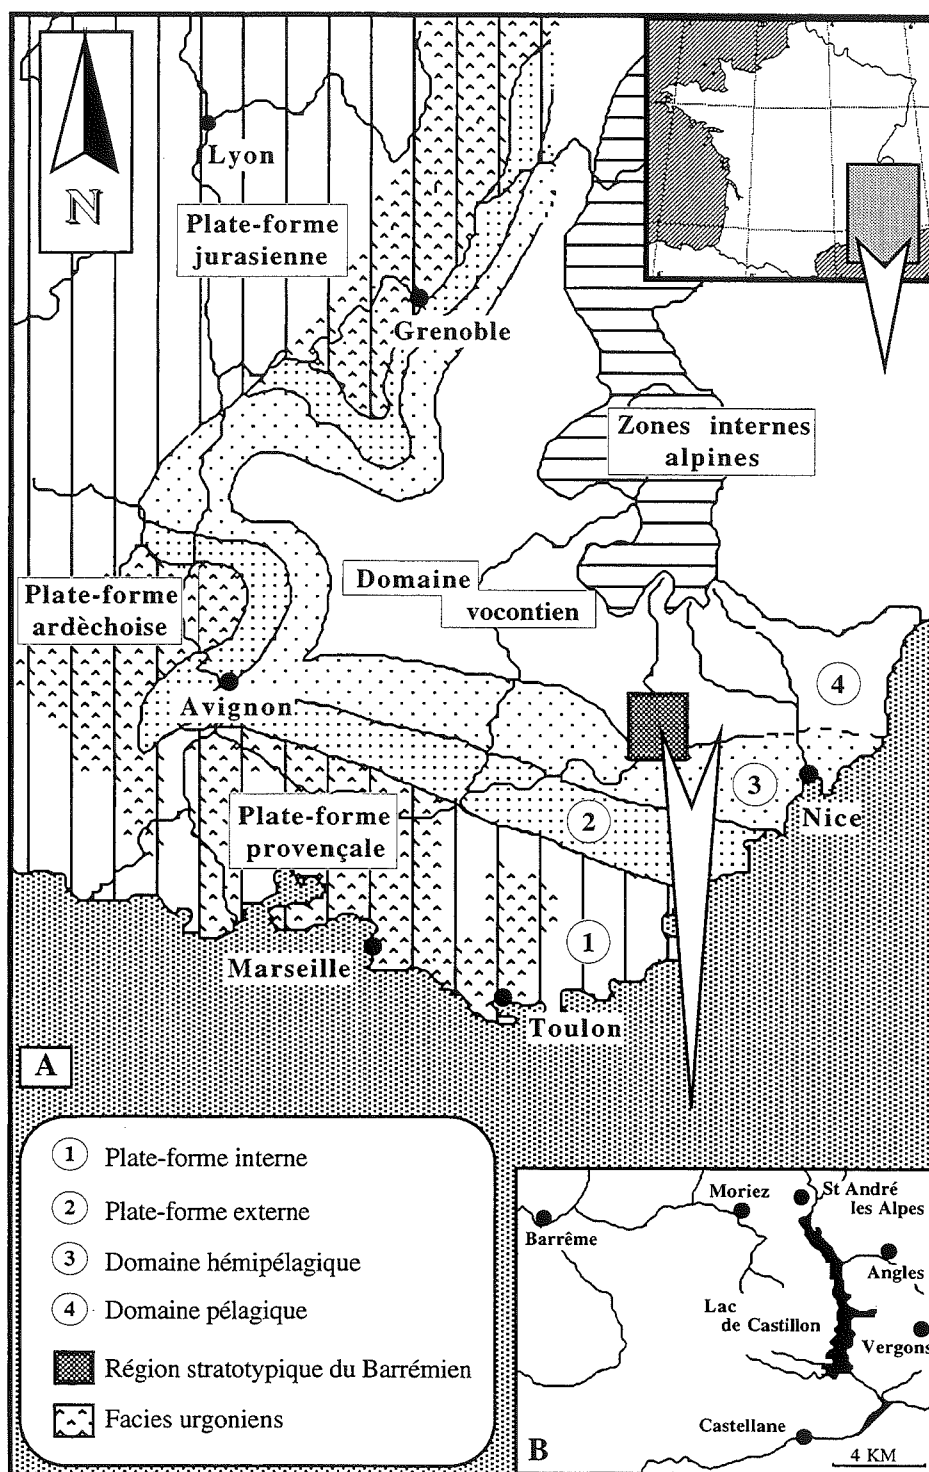 N
Lyon
Plate-forme
jurasienne
Grenoble
Zones internes
alpines
Domaine
vocontien
Plate-forme
ardèchoise
4
Avignon
3
Nice
2
Plate-forme
provençale
1
Marseille
Toulon
A
1 Plate-forme interne
2 Plate-forme externe
3 Domaine hémipélagique
4 Domaine pélagique
Région stratotypique du Barrémien
Facies urgoniens
Moriez
St André
les Alpes
Barrême
Angles
Lac
de Castillon
Vergons
Castellane
B
4 KM